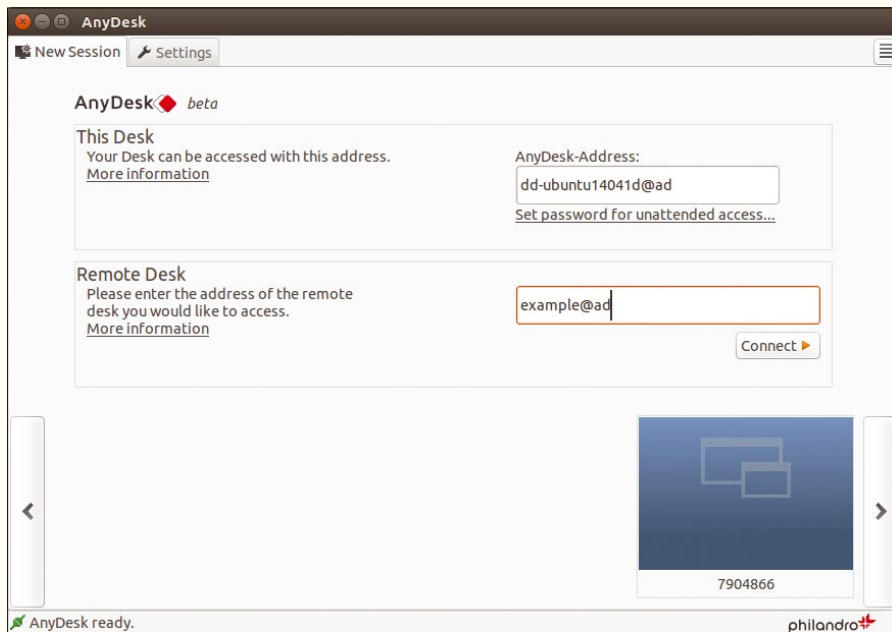 AnyDesk
New Session
Settings
AnyDesk beta
This Desk
Your Desk can be accessed with this address.
More information
AnyDesk-Address:
dd-ubuntu14041d@ad
Set password for unattended access...
Remote Desk
Please enter the address of the remote
desk you would like to access.
More information
example@ad
Connect
7904866
AnyDesk ready.
philandro